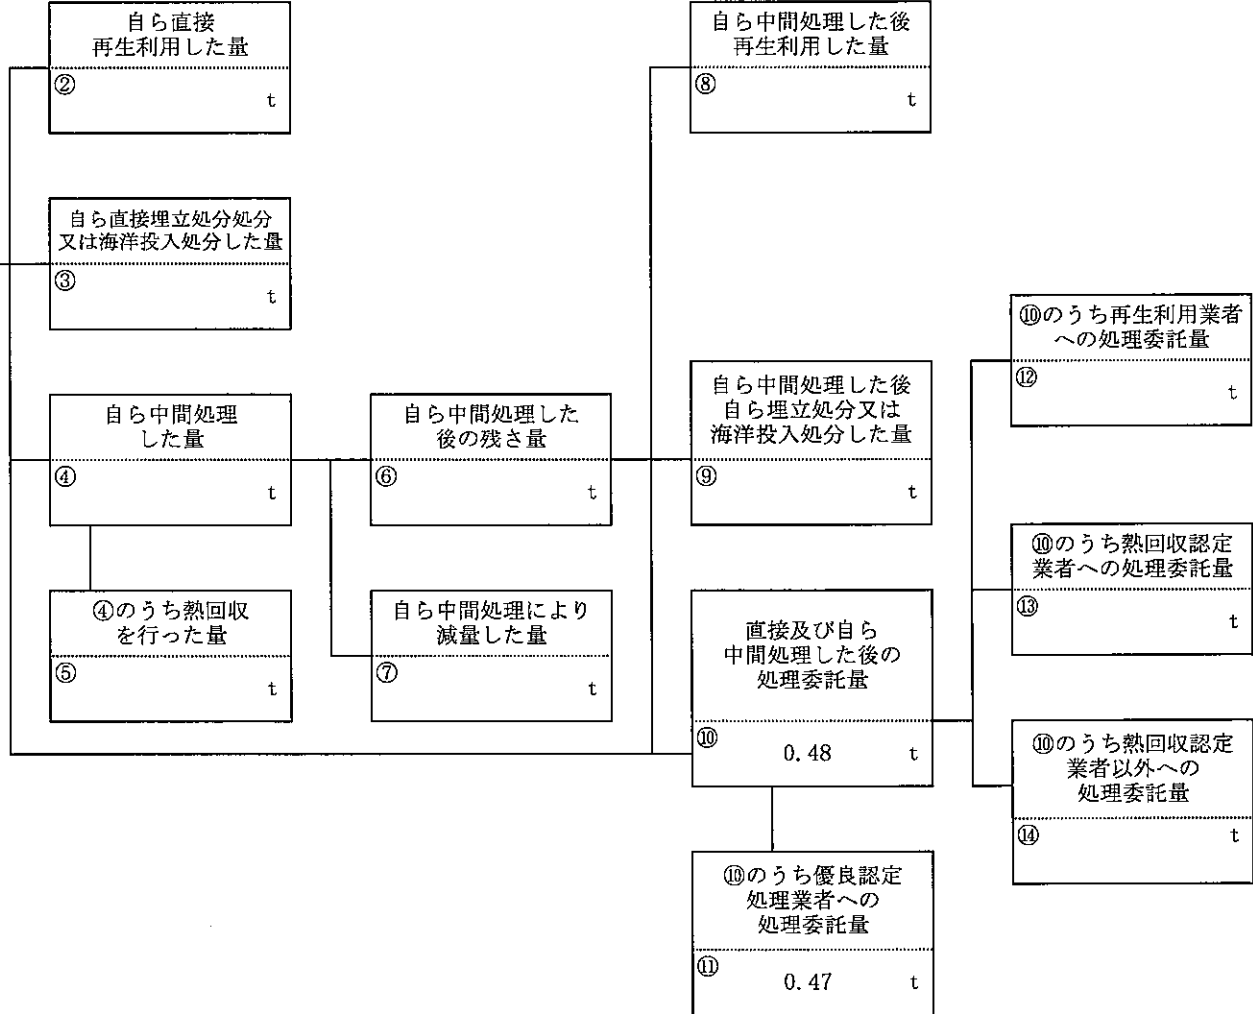 自ら直接
再生利用した量
②
t
自ら中間処理した後
再生利用した量
⑧
t
自ら直接埋立処分処分
又は海洋投入処分した量
③
t
⑩のうち再生利用業者
への処理委託量
⑫
t
自ら中間処理
した量
④
t
自ら中間処理した
後の残さ量
⑥
t
自ら中間処理した後
自ら埋立処分又は
海洋投入処分した量
⑨
t
⑩のうち熱回収認定
業者への処理委託量
⑬
t
④のうち熱回収
を行った量
⑤
t
自ら中間処理により
減量した量
⑦
t
直接及び自ら
中間処理した後の
処理委託量
⑩
0.48 t
⑩のうち熱回収認定
業者以外への
処理委託量
⑭
t
⑩のうち優良認定
処理業者への
処理委託量
⑪
0.47 t